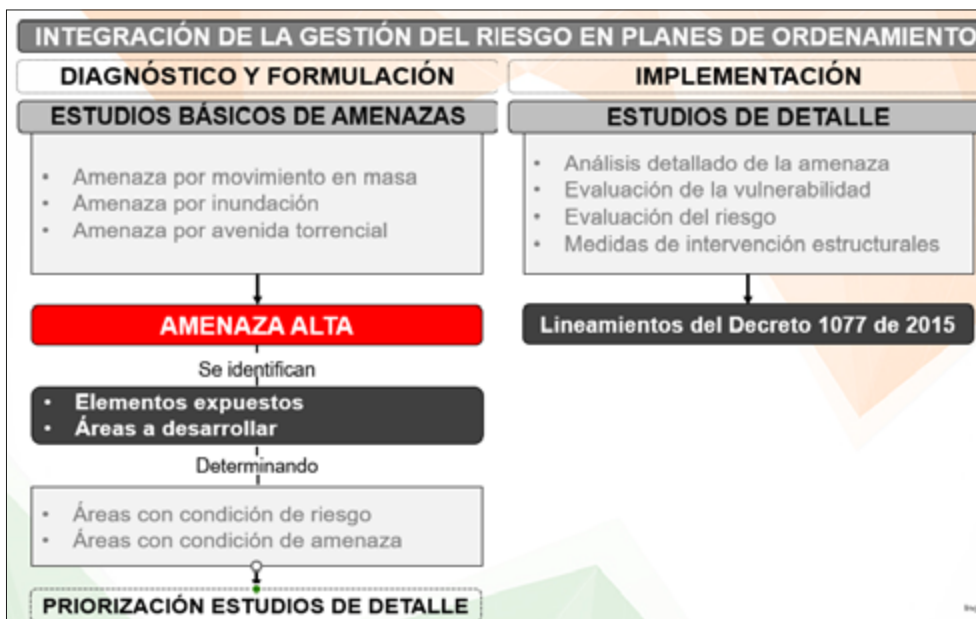 INTEGRACIÓN DE LA GESTIÓN DEL RIESGO EN PLANES DE ORDENAMIENTO
DIAGNÓSTICO Y FORMULACIÓN
ESTUDIOS BÁSICOS DE AMENAZAS
• Amenaza por movimiento en masa
• Amenaza por inundación
• Amenaza por avenida torrencial
AMENAZA ALTA
Se identifican
• Elementos expuestos
• Áreas a desarrollar
Determinando
• Áreas con condición de riesgo
• Áreas con condición de amenaza
PRIORIZACIÓN ESTUDIOS DE DETALLE
IMPLEMENTACIÓN
ESTUDIOS DE DETALLE
• Análisis detallado de la amenaza
• Evaluación de la vulnerabilidad
• Evaluación del riesgo
• Medidas de intervención estructurales
Lineamientos del Decreto 1077 de 2015